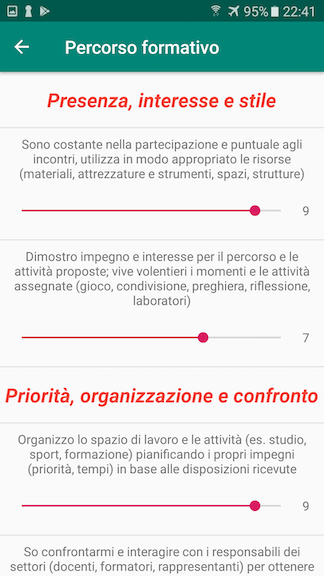 95% 22:41
Percorso formativo
Presenza, interesse e stile
Sono costante nella partecipazione e puntuale agli
incontri, utilizza in modo appropriato le risorse
(materiali, attrezzature e strumenti, spazi, strutture)
9
Dimostro impegno e interesse per il percorso e le
attività proposte; vive volentieri i momenti e le attività
assegnate (gioco, condivisione, preghiera, riflessione,
laboratori)
7
Priorità, organizzazione e confronto
Organizzo lo spazio di lavoro e le attività (es. studio,
sport, formazione) pianificando i propri impegni
(priorità, tempi) in base alle disposizioni ricevute
9
So confrontarmi e interagire con i responsabili dei
settori (docenti, formatori, rappresentanti) per ottenere